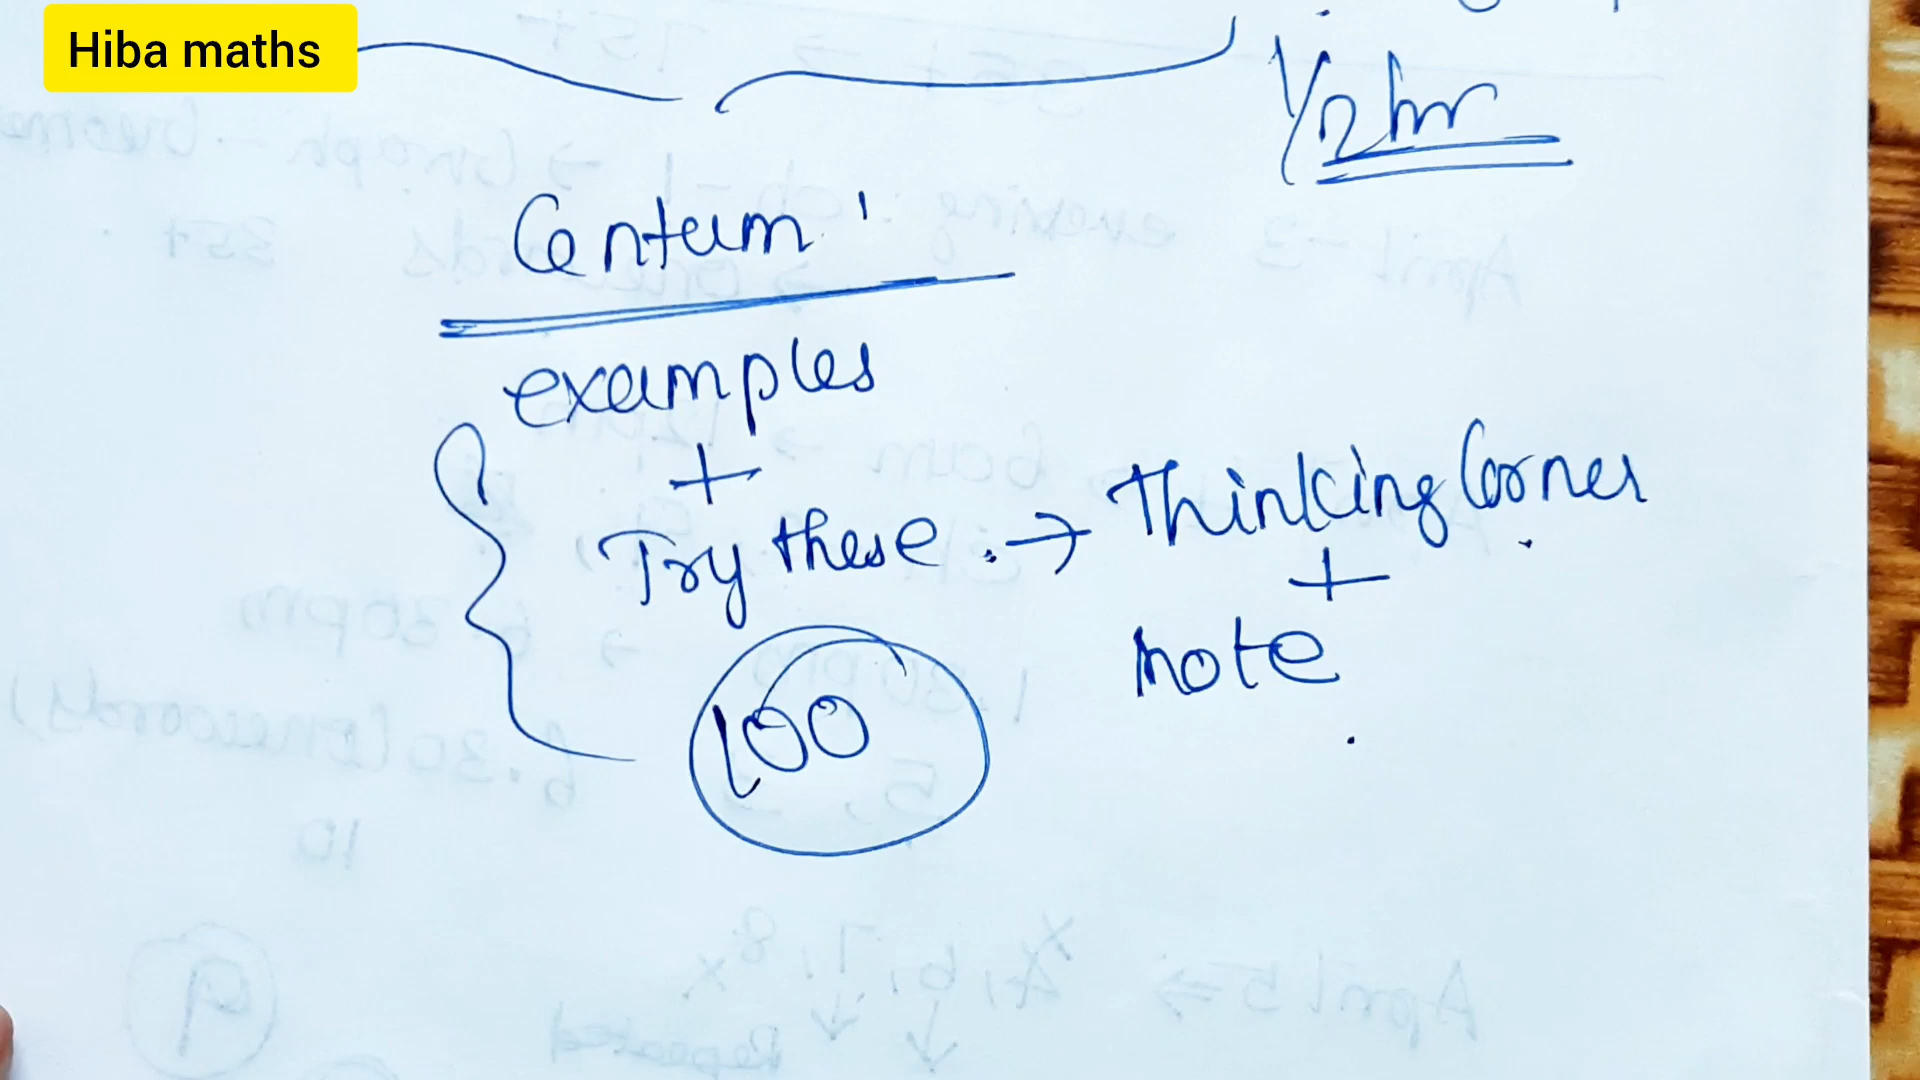 Hiba maths
1/2 hr
Centum
examples
+
Try these → Thinking Corner
+
note
100